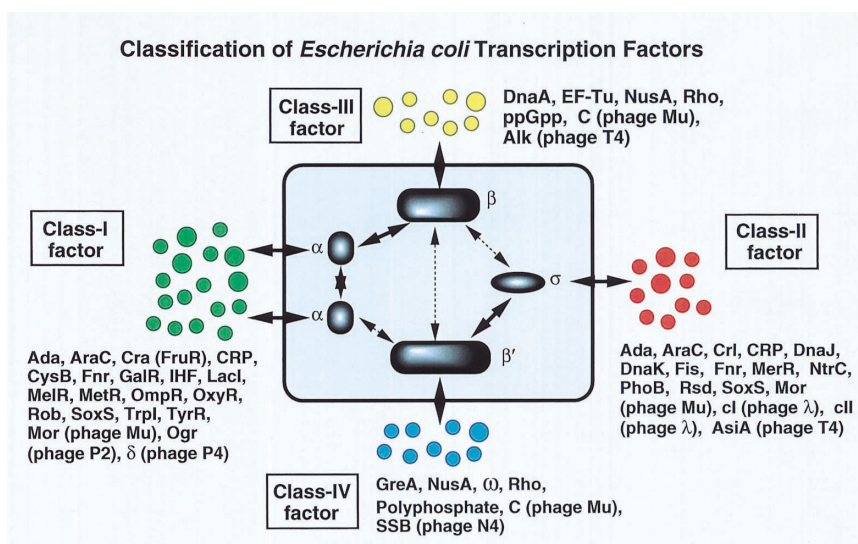 Classification of Escherichia coli Transcription Factors
Class-III
factor
DnaA, EF-Tu, NusA, Rho,
ppGpp, C (phage Mu),
Alk (phage T4)
β
Class-I
factor
α
α
σ
Class-II
factor
β′
Ada, AraC, Cra (FruR), CRP,
CysB, Fnr, GalR, IHF, LacI,
MelR, MetR, OmpR, OxyR,
Rob, SoxS, TrpI, TyrR,
Mor (phage Mu), Ogr
(phage P2), δ (phage P4)
Ada, AraC, Crl, CRP, DnaJ,
DnaK, Fis, Fnr, MerR, NtrC,
PhoB, Rsd, SoxS, Mor
(phage Mu), cI (phage λ), cII
(phage λ), AsiA (phage T4)
Class-IV
factor
GreA, NusA, ω, Rho,
Polyphosphate, C (phage Mu),
SSB (phage N4)